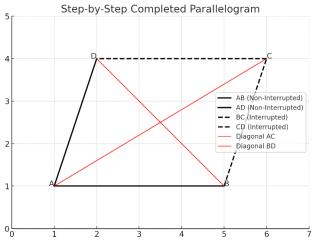 Step-by-Step Completed Parallelogram
5
D
C
4
AB (Non-Interrupted)
AD (Non-Interrupted)
3
BC (Interrupted)
CD (Interrupted)
Diagonal AC
2
Diagonal BD
A
B
1
0
0 1 2 3 4 5 6 7